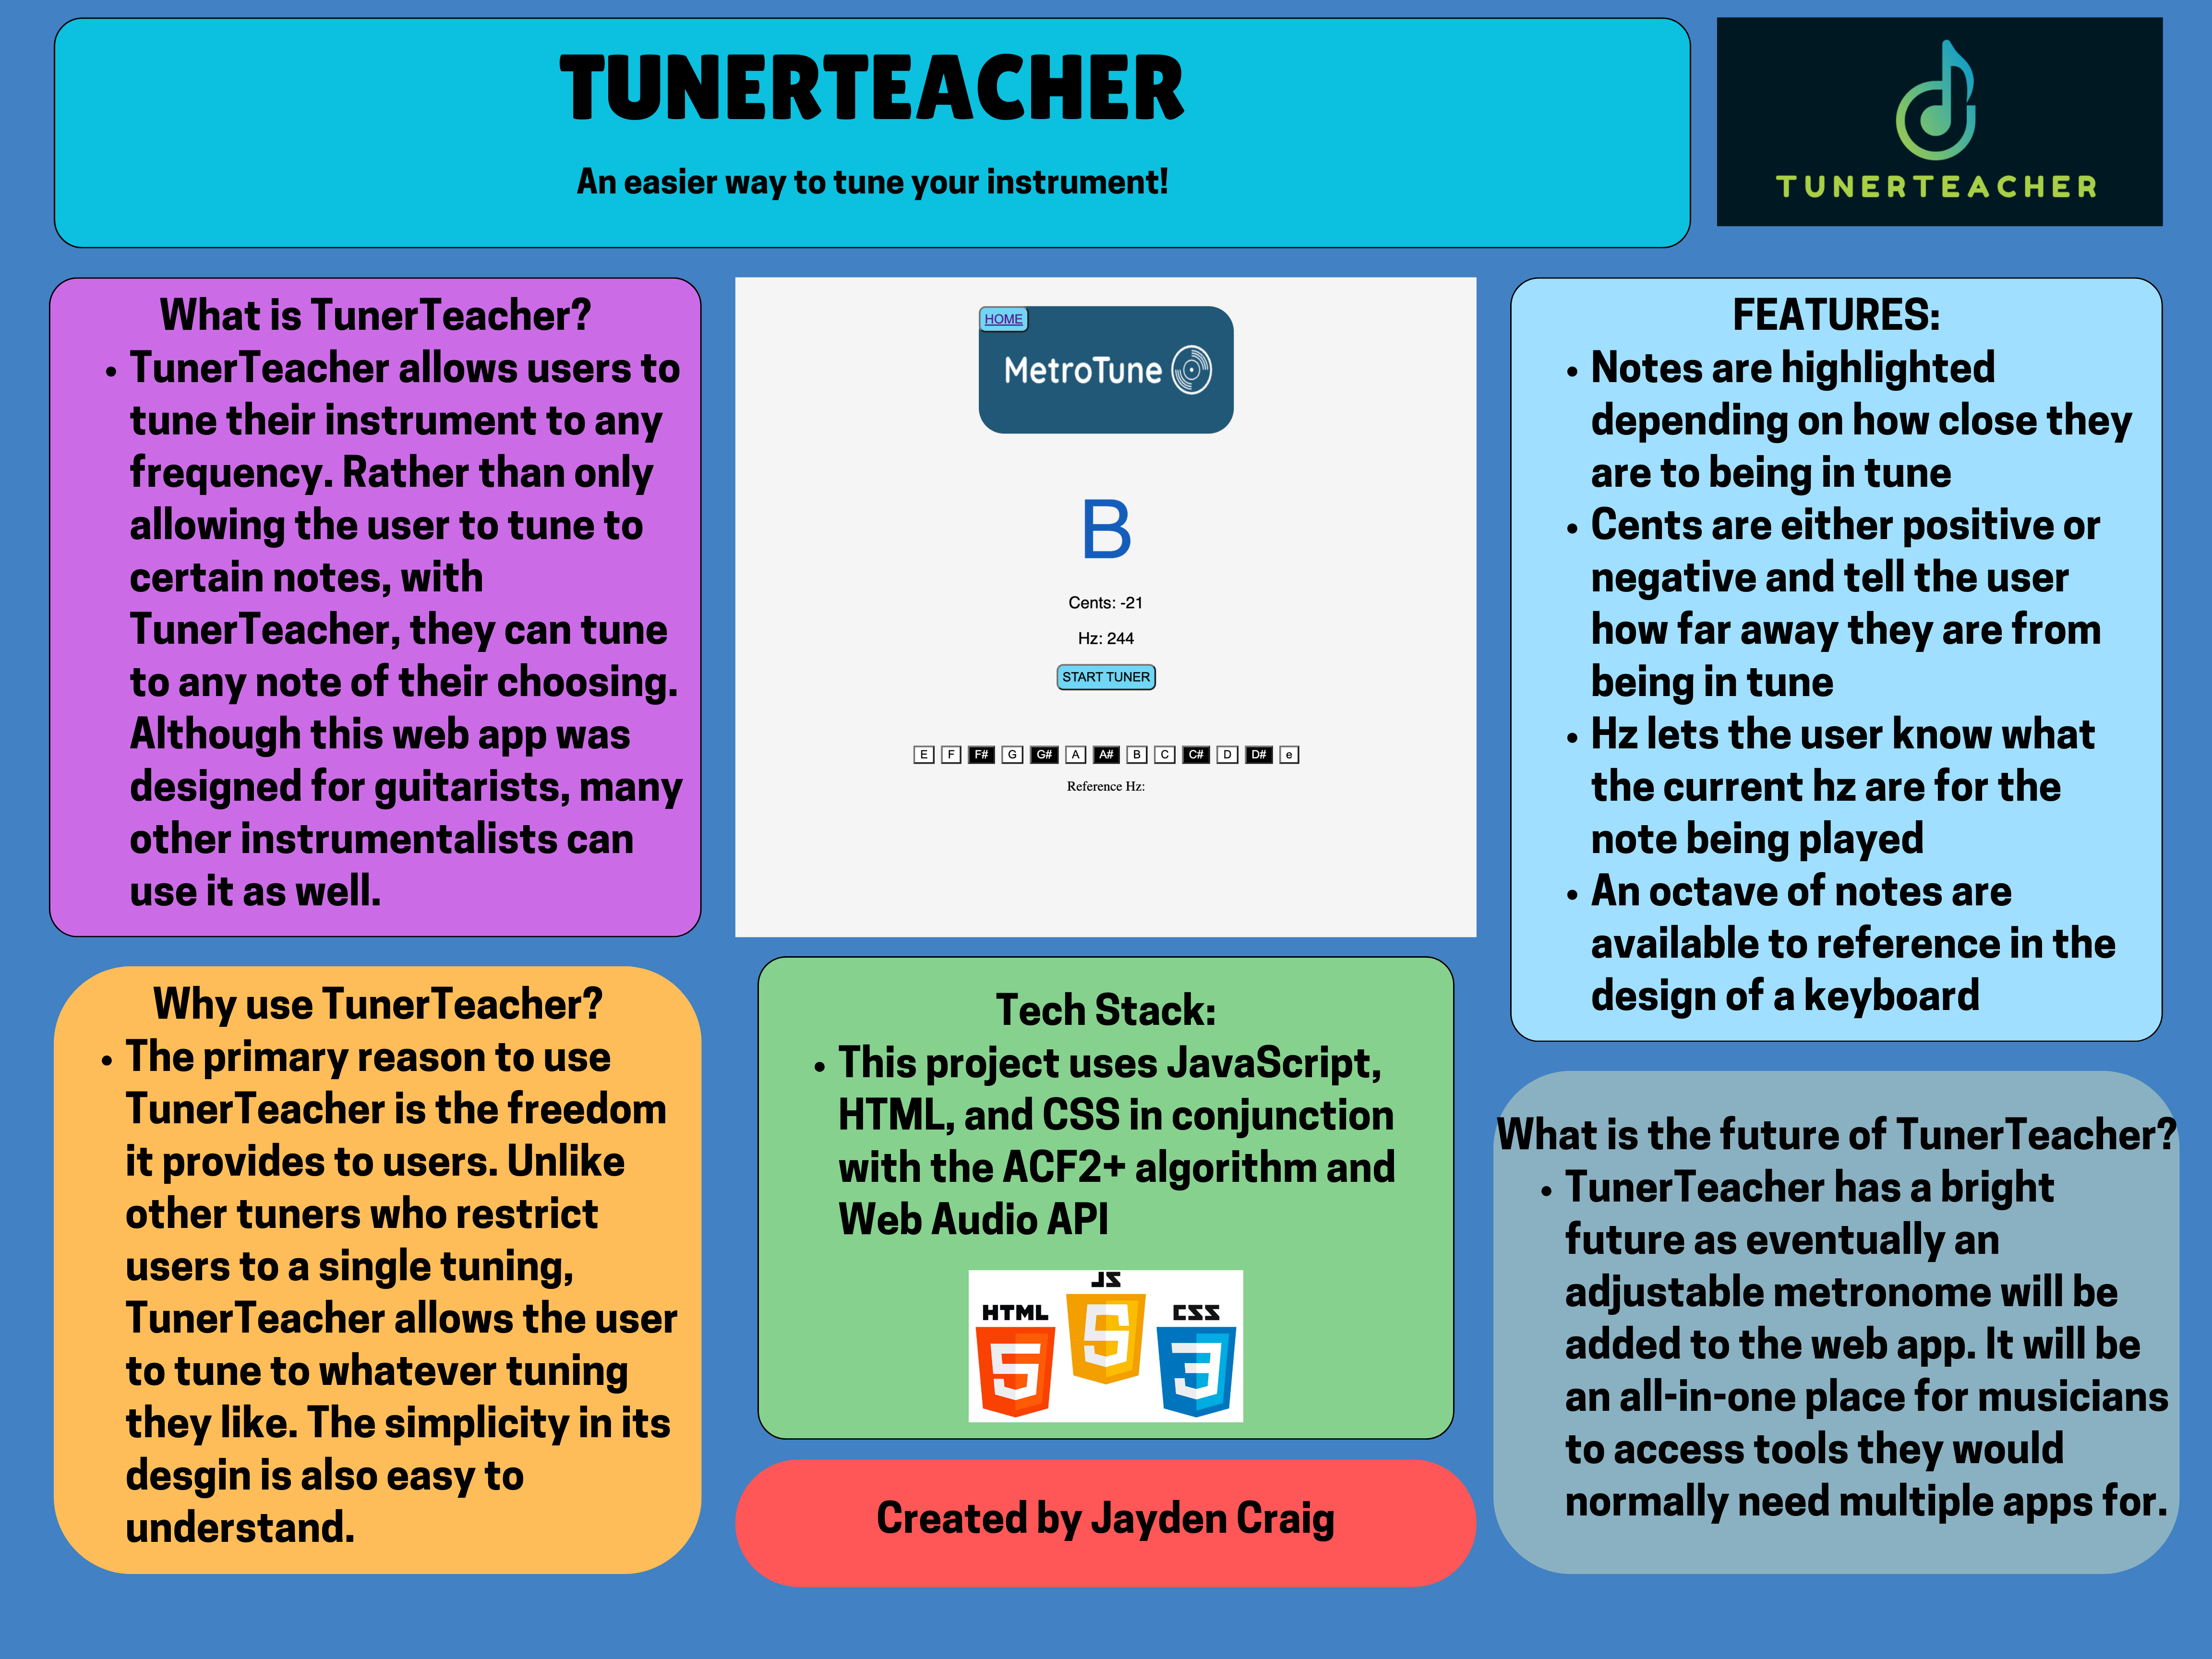 TUNERTEACHER
An easier way to tune your instrument!
TUNERTEACHER
What is TunerTeacher?
• TunerTeacher allows users to
tune their instrument to any
frequency. Rather than only
allowing the user to tune to
certain notes, with
TunerTeacher, they can tune
to any note of their choosing.
Although this web app was
designed for guitarists, many
other instrumentalists can
use it as well.
HOME
MetroTune
B
Cents: -21
Hz: 244
START TUNER
E F F# G G# A A# B C C# D D# e
Reference Hz:
FEATURES:
• Notes are highlighted
depending on how close they
are to being in tune
• Cents are either positive or
negative and tell the user
how far away they are from
being in tune
• Hz lets the user know what
the current hz are for the
note being played
• An octave of notes are
available to reference in the
design of a keyboard
Why use TunerTeacher?
• The primary reason to use
TunerTeacher is the freedom
it provides to users. Unlike
other tuners who restrict
users to a single tuning,
TunerTeacher allows the user
to tune to whatever tuning
they like. The simplicity in its
desgin is also easy to
understand.
Tech Stack:
• This project uses JavaScript,
HTML, and CSS in conjunction
with the ACF2+ algorithm and
Web Audio API
HTML JS CSS
5 5 3
Created by Jayden Craig
What is the future of TunerTeacher?
• TunerTeacher has a bright
future as eventually an
adjustable metronome will be
added to the web app. It will be
an all-in-one place for musicians
to access tools they would
normally need multiple apps for.